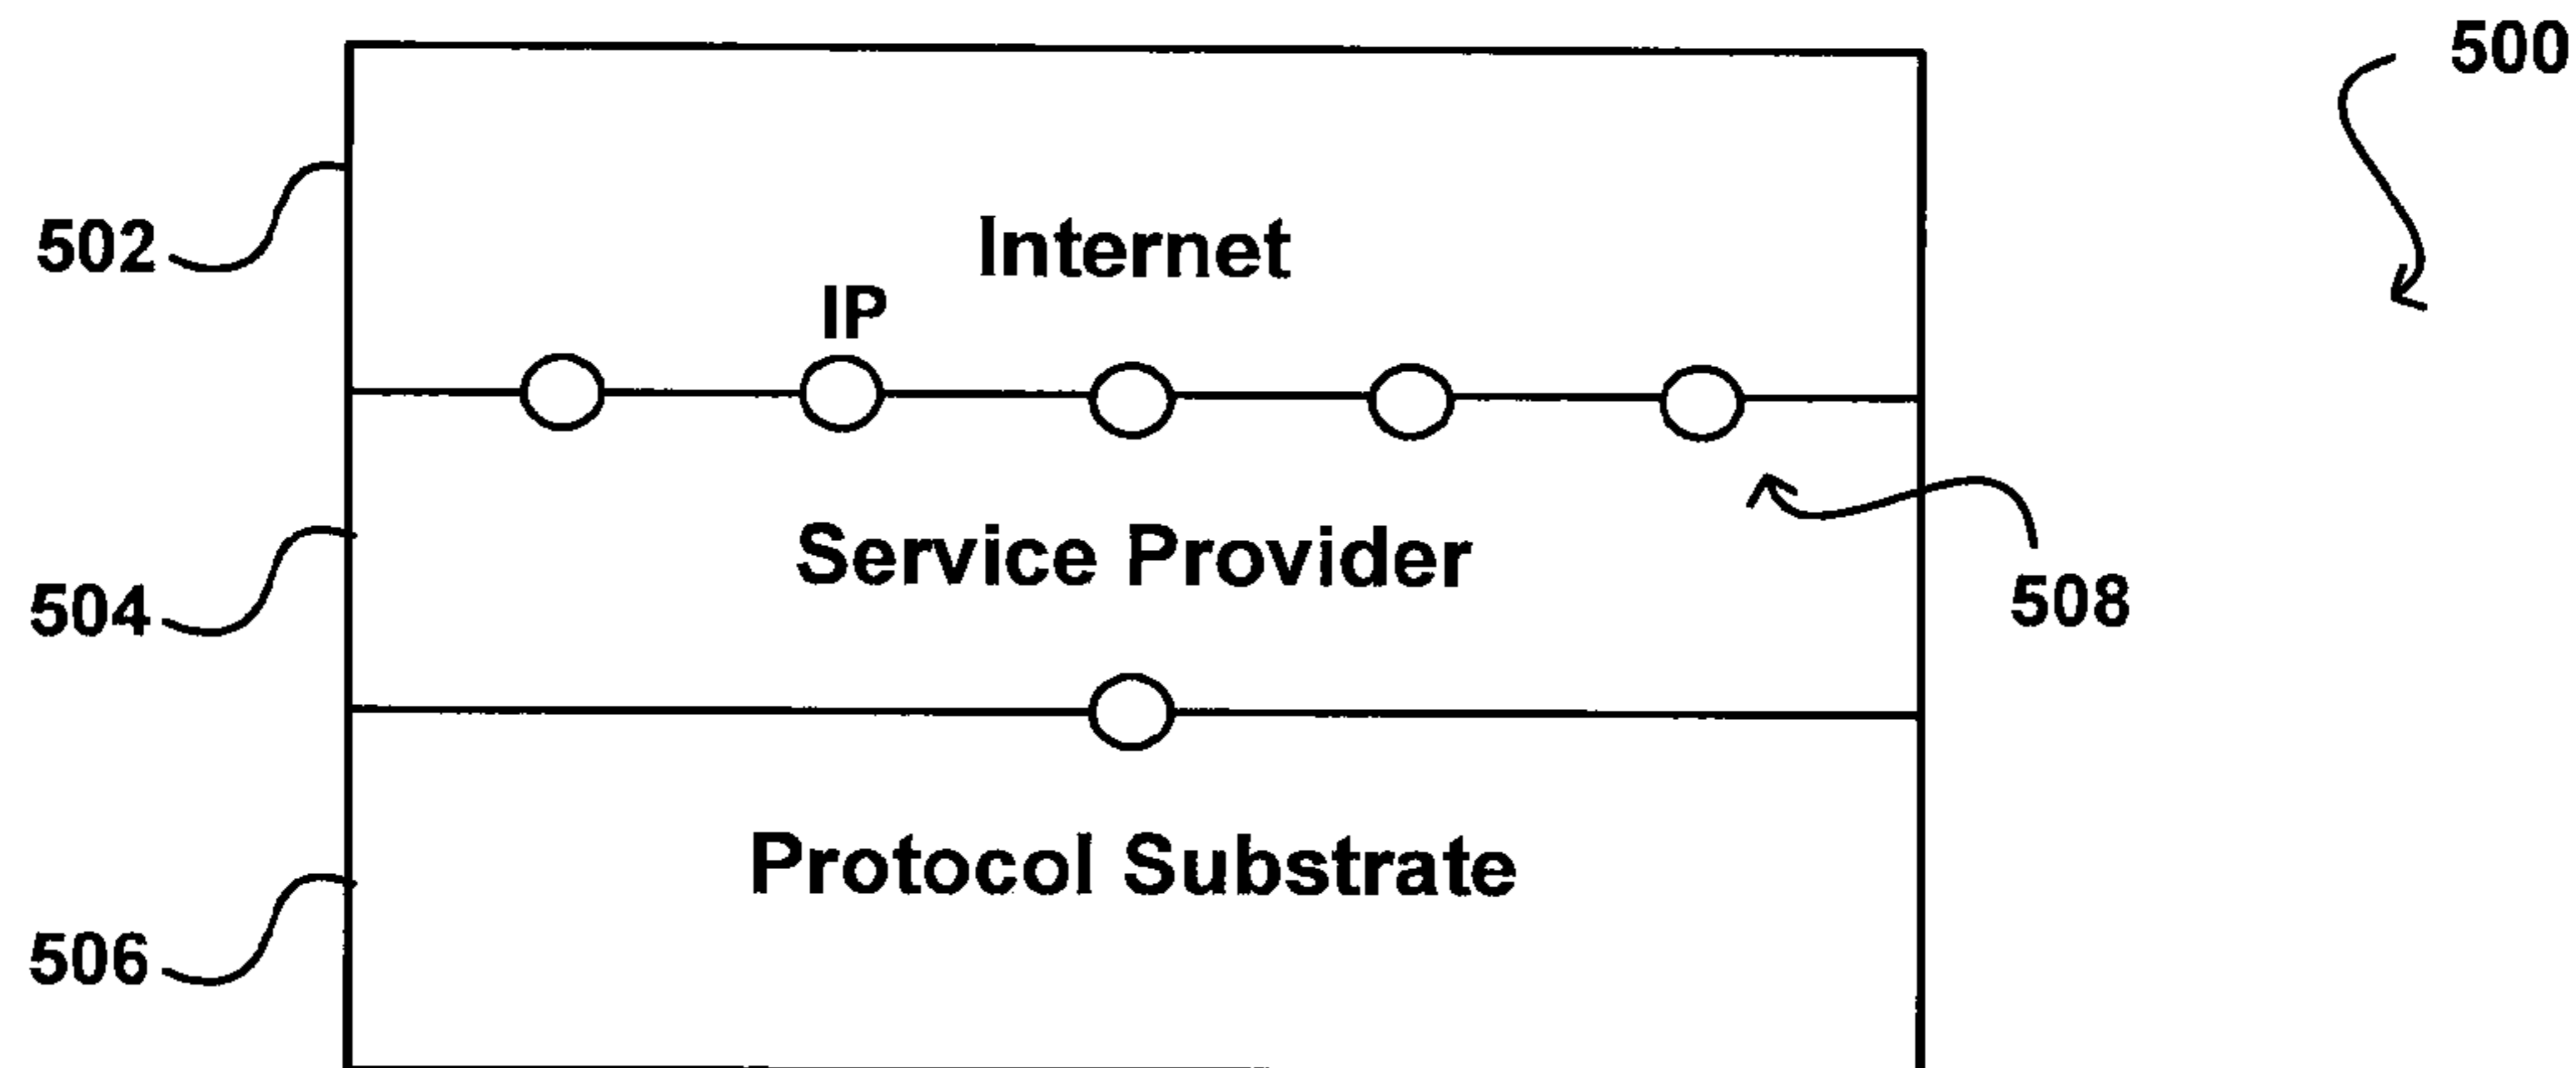 500
502
Internet
IP
Service Provider
504
508
Protocol Substrate
506